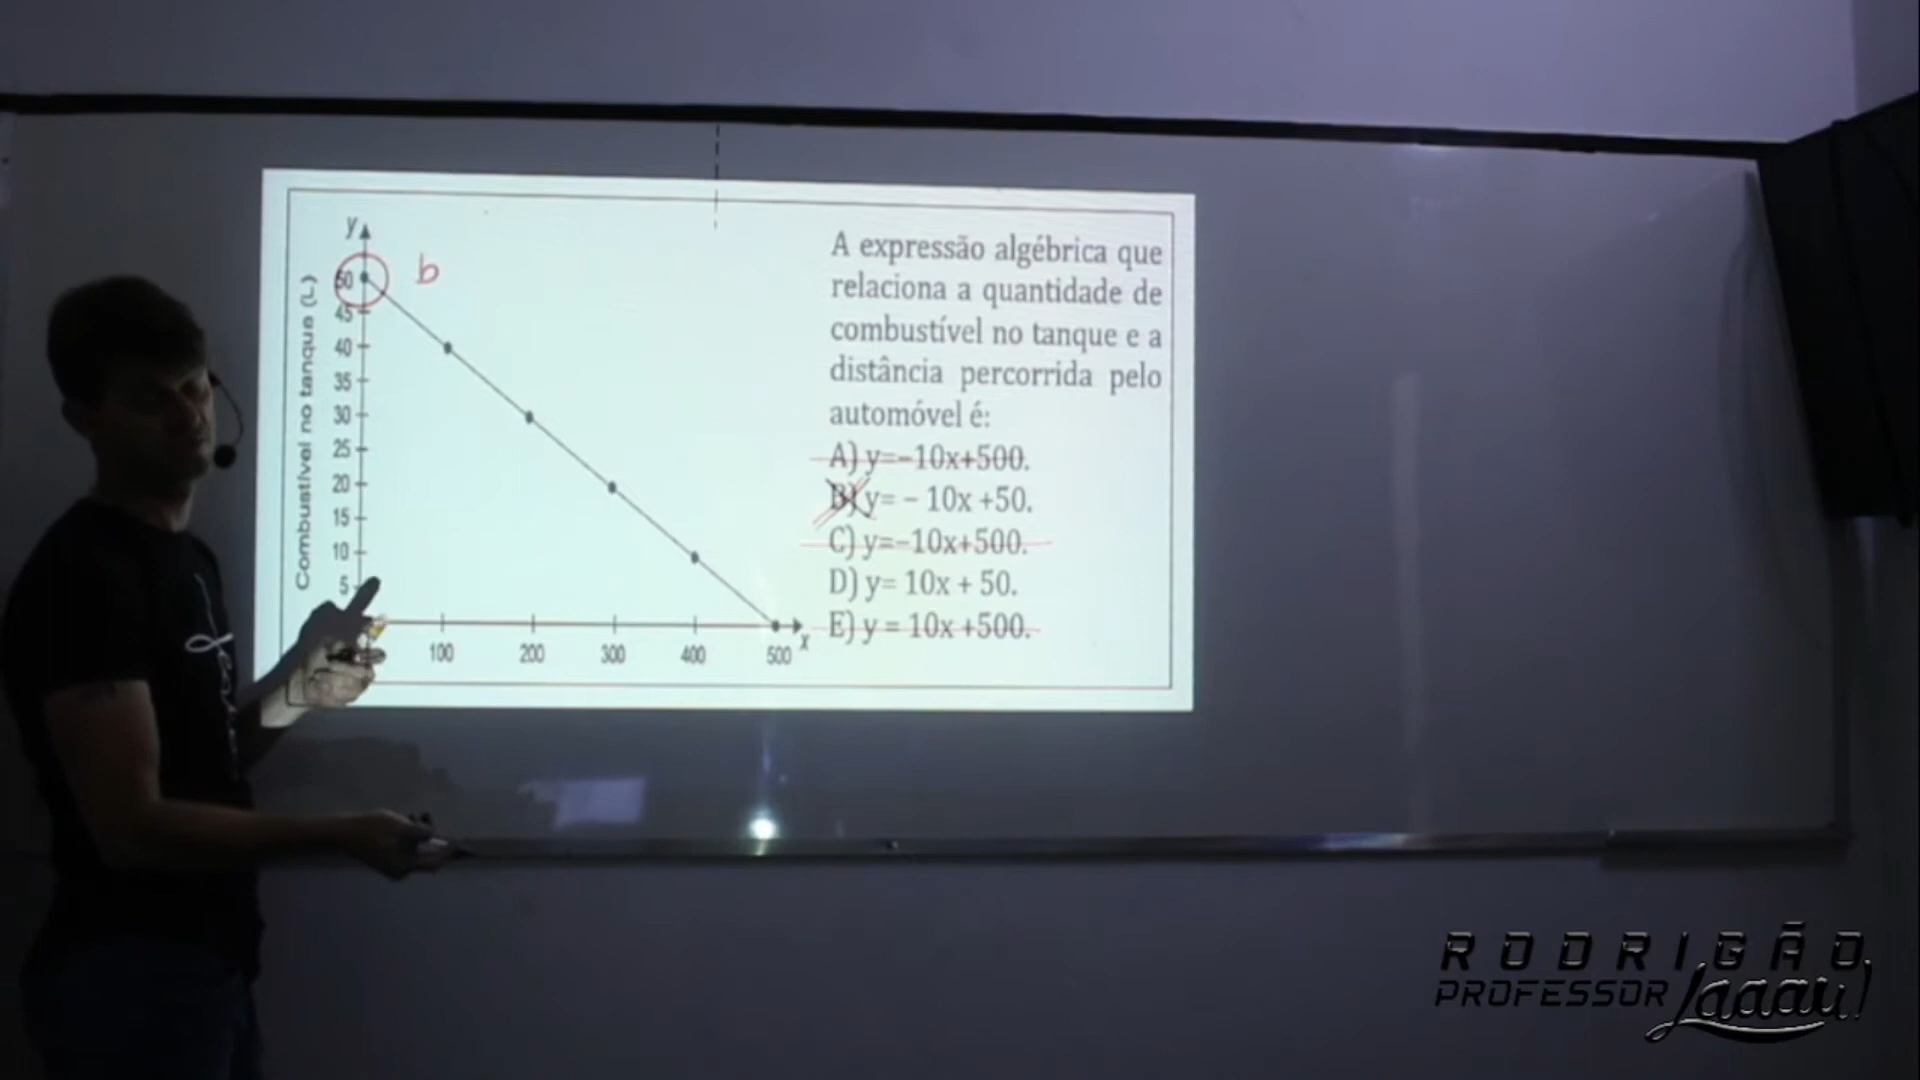 y
b
50
45
40
35
30
25
20
15
10
5
Combustível no tanque (L)
100 200 300 400 500 x
A expressão algébrica que
relaciona a quantidade de
combustível no tanque e a
distância percorrida pelo
automóvel é:
A) y=-10x+500.
B) y= - 10x +50.
C) y=-10x+500.
D) y= 10x + 50.
E) y = 10x +500.
RODRIGÃO
PROFESSOR Laaau!